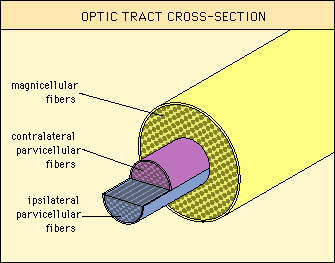 OPTIC TRACT CROSS-SECTION
magnicellular
fibers
contralateral
parvicellular
fibers
ipsilateral
parvicellular
fibers